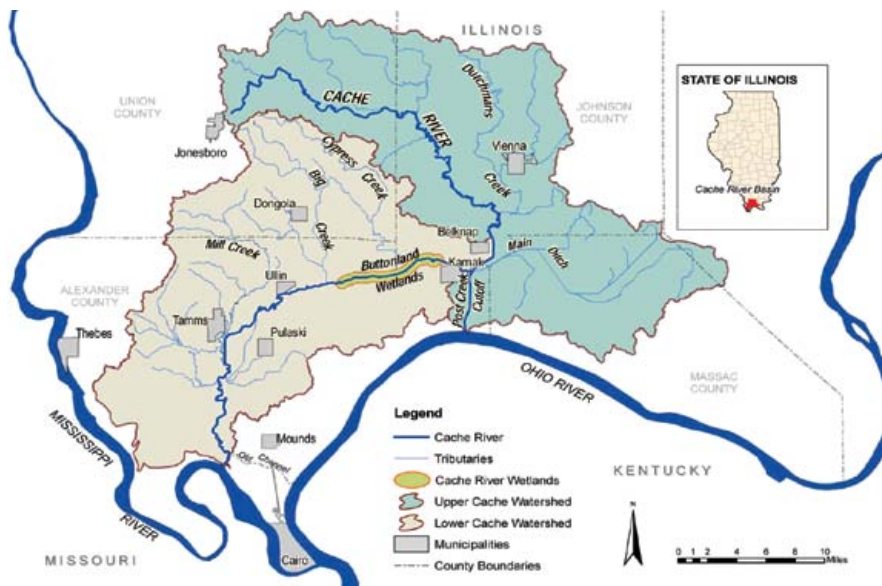 ILLINOIS
UNION
COUNTY
CACHE
RIVER
Dutchmans
Creek
JOHNSON
COUNTY
STATE OF ILLINOIS
Cache River Basin
Jonesboro
Cypress
Creek
Big
Creek
Vienna
Dongola
Mill Creek
Belknap
Main
Ditch
Buttonland
Wetlands
Karnak
Ullin
Post Creek
Cutoff
ALEXANDER
COUNTY
Thebes
Tamms
Pulaski
OHIO RIVER
MASSAC
COUNTY
MISSISSIPPI
RIVER
Mounds
Old Channel
Cairo
MISSOURI
KENTUCKY
Legend
Cache River
Tributaries
Cache River Wetlands
Upper Cache Watershed
Lower Cache Watershed
Municipalities
County Boundaries
N
0 1 2 4 6 8 10
Miles